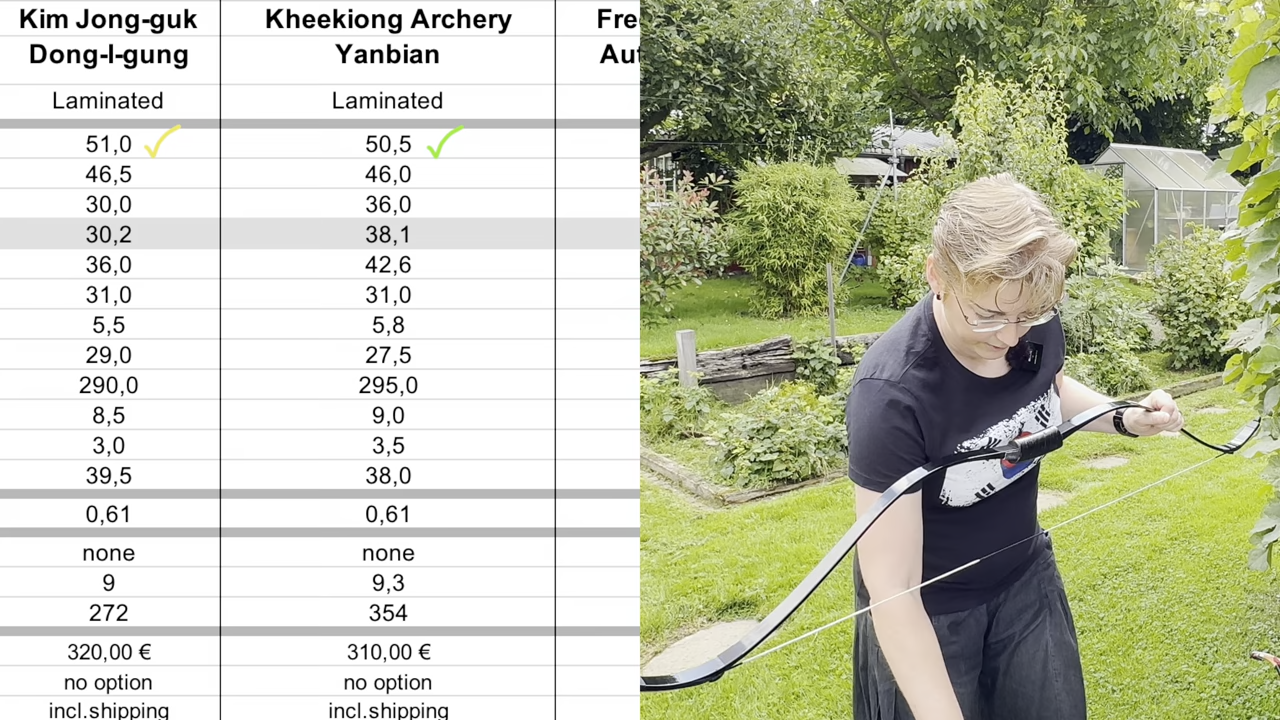 Kim Jong-guk Kheekiong Archery Fre
Dong-I-gung Yanbian Aut
Laminated Laminated
51,0 50,5
46,5 46,0
30,0 36,0
30,2 38,1
36,0 42,6
31,0 31,0
5,5 5,8
29,0 27,5
290,0 295,0
8,5 9,0
3,0 3,5
39,5 38,0
0,61 0,61
none none
9 9,3
272 354
320,00 € 310,00 €
no option no option
incl.shipping incl.shipping